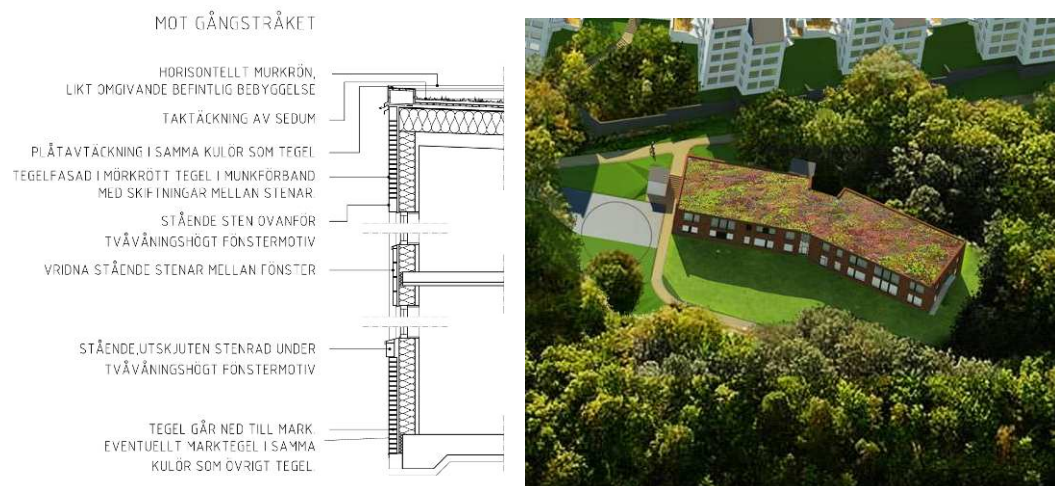 MOT GÅNGSTRÅKET
HORISONTELLT MURKRÖN,
LIKT OMGIVANDE BEFINTLIG BEBYGGELSE
TAKTÄCKNING AV SEDUM
PLÅTAVTÄCKNING I SAMMA KULÖR SOM TEGEL
TEGELFASAD I MÖRKRÖTT TEGEL I MUNKFÖRBAND
MED SKIFTNINGAR MELLAN STENAR.
STÅENDE STEN OVANFÖR
TVÅVÅNINGSHÖGT FÖNSTERMOTIV
VRIDNA STÅENDE STENAR MELLAN FÖNSTER
STÅENDE,UTSKJUTEN STENRAD UNDER
TVÅVÅNINGSHÖGT FÖNSTERMOTIV
TEGEL GÅR NED TILL MARK.
EVENTUELLT MARKTEGEL I SAMMA
KULÖR SOM ÖVRIGT TEGEL.